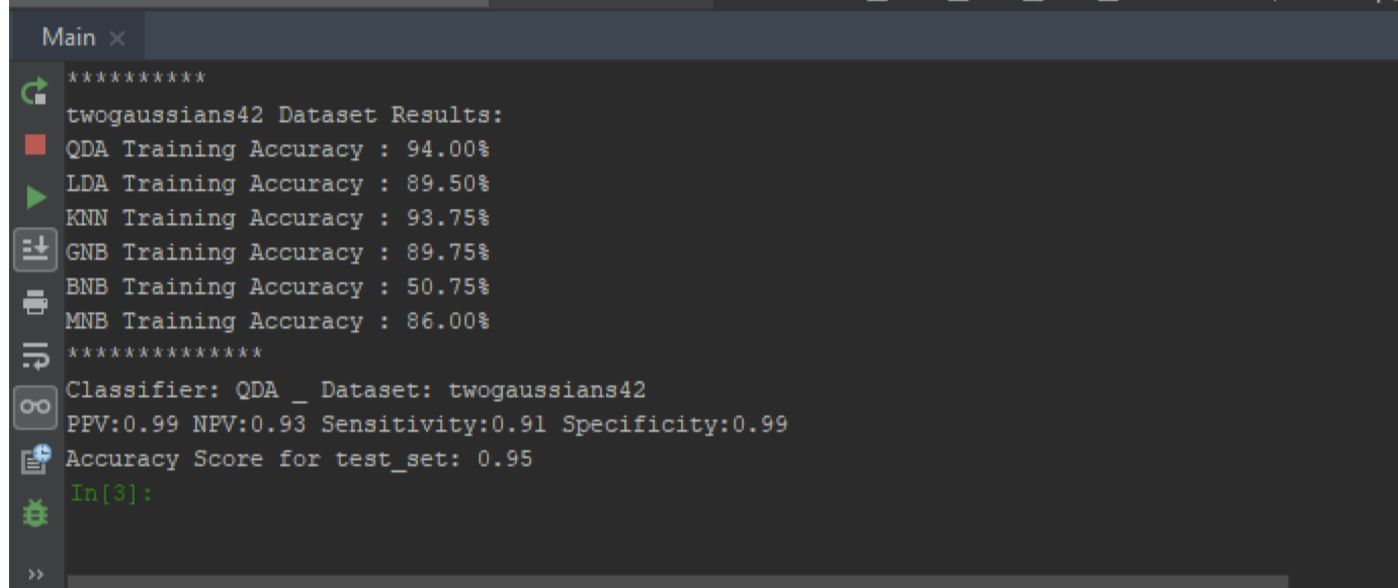 Main
**********
twogaussians42 Dataset Results:
QDA Training Accuracy : 94.00%
LDA Training Accuracy : 89.50%
KNN Training Accuracy : 93.75%
GNB Training Accuracy : 89.75%
BNB Training Accuracy : 50.75%
MNB Training Accuracy : 86.00%
**************
Classifier: QDA _ Dataset: twogaussians42
PPV:0.99 NPV:0.93 Sensitivity:0.91 Specificity:0.99
Accuracy Score for test_set: 0.95
In[3]: